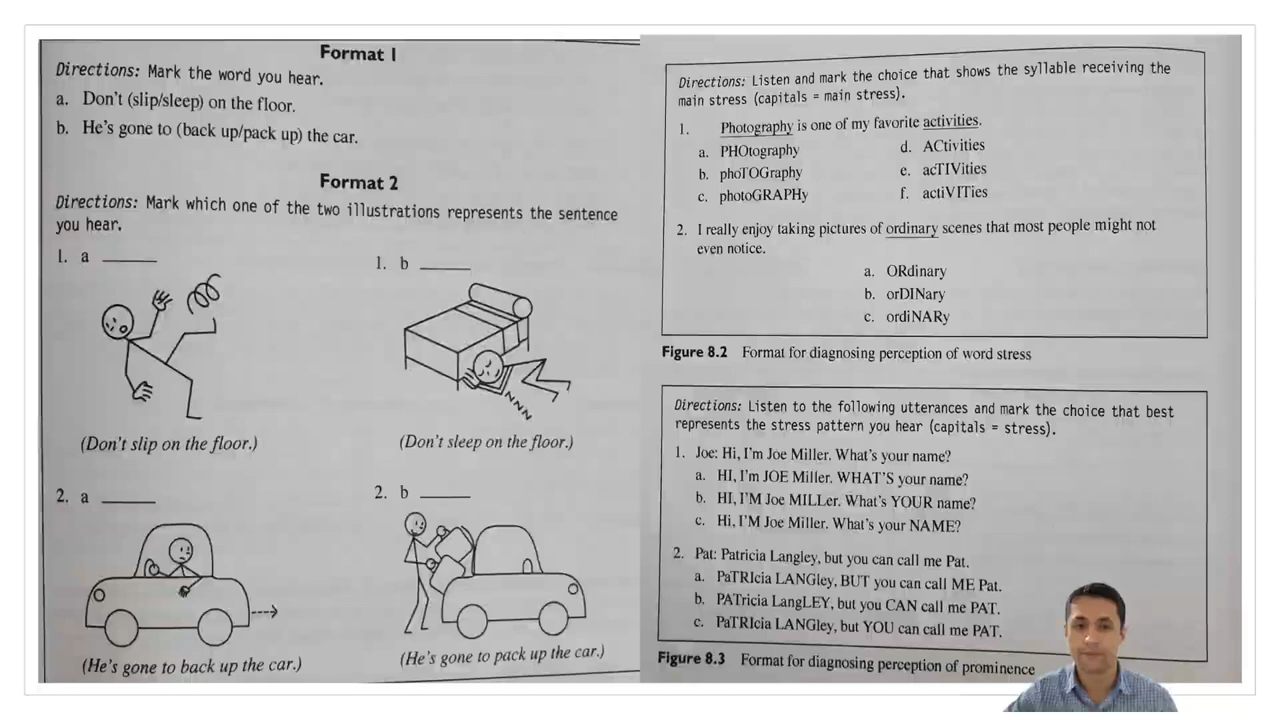 Format 1
Directions: Mark the word you hear.
a. Don't (slip/sleep) on the floor.
b. He's gone to (back up/pack up) the car.
Format 2
Directions: Mark which one of the two illustrations represents the sentence
you hear.
1. a ______
1. b ______
zzzz
(Don't slip on the floor.)
(Don't sleep on the floor.)
2. a ______
2. b ______
(He's gone to back up the car.)
(He's gone to pack up the car.)
Directions: Listen and mark the choice that shows the syllable receiving the
main stress (capitals = main stress).
1. Photography is one of my favorite activities.
a. PHOtography
d. ACtivities
b. phoTOGraphy
e. acTIVities
c. photoGRAPHy
f. actiVITies
2. I really enjoy taking pictures of ordinary scenes that most people might not
even notice.
a. ORdinary
b. orDINary
c. ordiNARy
Figure 8.2 Format for diagnosing perception of word stress
Directions: Listen to the following utterances and mark the choice that best
represents the stress pattern you hear (capitals = stress).
1. Joe: Hi, I'm Joe Miller. What's your name?
a. HI, I'm JOE Miller. WHAT'S your name?
b. HI, I'M Joe MILLer. What's YOUR name?
c. Hi, I'M Joe Miller. What's your NAME?
2. Pat: Patricia Langley, but you can call me Pat.
a. PaTRIcia LANGley, BUT you can call ME Pat.
b. PATricia LangLEY, but you CAN call me PAT.
c. PaTRIcia LANGley, but YOU can call me PAT.
Figure 8.3 Format for diagnosing perception of prominence